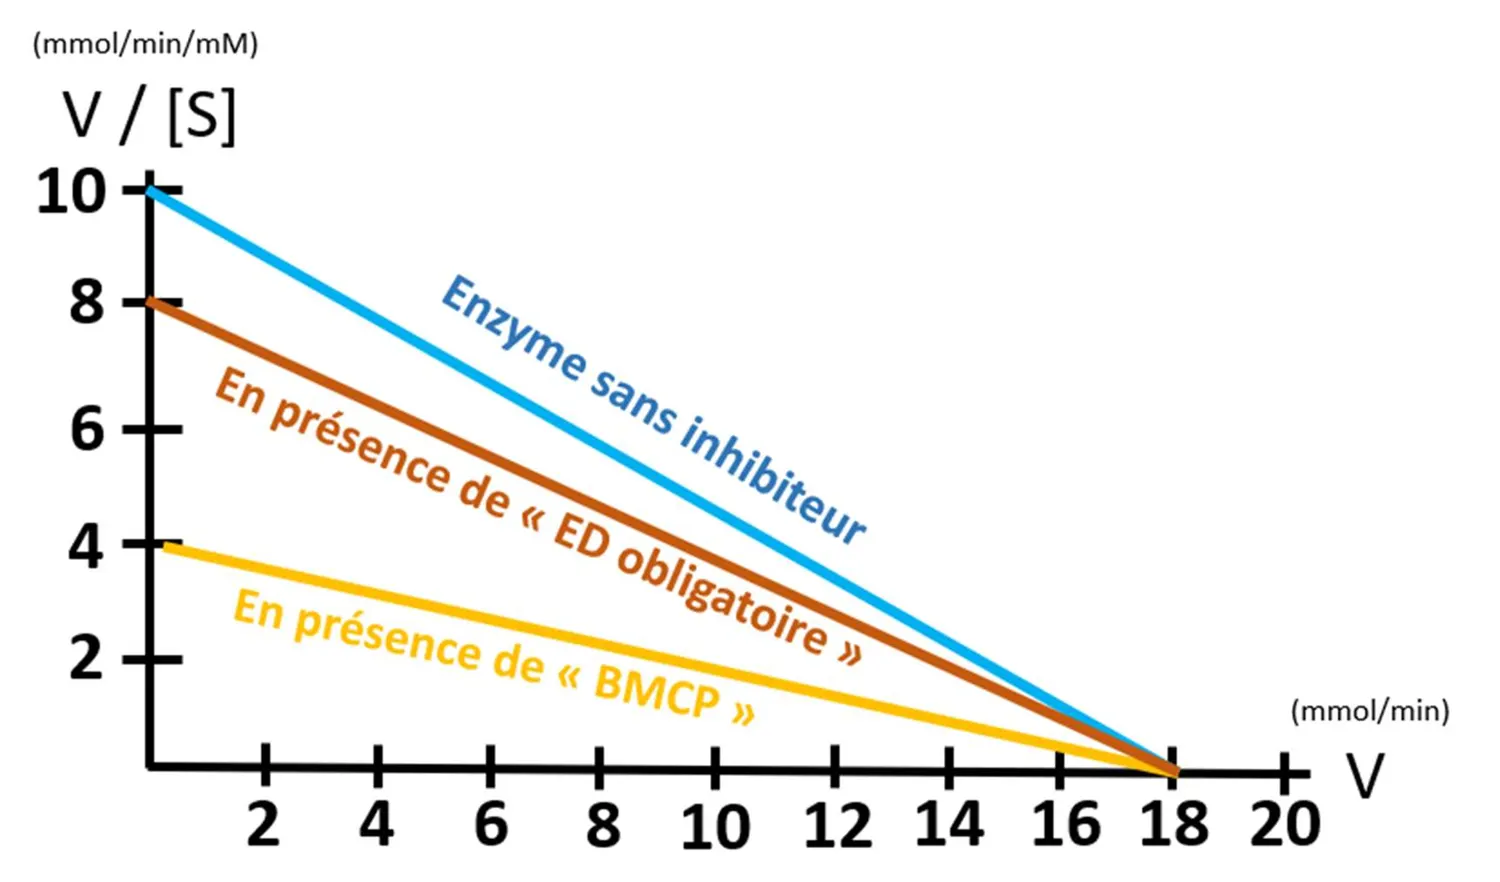 (mmol/min/mM)
V / [S]
10
8
6
4
2
Enzyme sans inhibiteur
En présence de « ED obligatoire »
En présence de « BMCP »
(mmol/min)
V
2 4 6 8 10 12 14 16 18 20